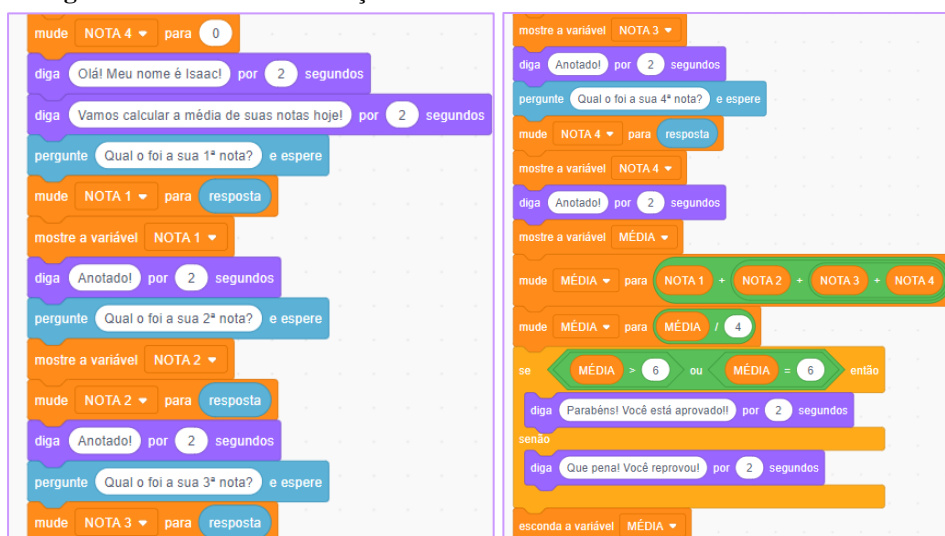 mude NOTA 4 para 0
diga Olá! Meu nome é Isaac! por 2 segundos
diga Vamos calcular a média de suas notas hoje! por 2 segundos
pergunte Qual o foi a sua 1ª nota? e espere
mude NOTA 1 para resposta
mostre a variável NOTA 1
diga Anotado! por 2 segundos
pergunte Qual o foi a sua 2ª nota? e espere
mostre a variável NOTA 2
mude NOTA 2 para resposta
diga Anotado! por 2 segundos
pergunte Qual o foi a sua 3ª nota? e espere
mude NOTA 3 para resposta
mostre a variável NOTA 3
diga Anotado! por 2 segundos
pergunte Qual o foi a sua 4ª nota? e espere
mude NOTA 4 para resposta
mostre a variável NOTA 4
diga Anotado! por 2 segundos
mostre a variável MÉDIA
mude MÉDIA para NOTA 1 + NOTA 2 + NOTA 3 + NOTA 4
mude MÉDIA para MÉDIA / 4
se MÉDIA > 6 ou MÉDIA = 6 então
diga Parabéns! Você está aprovado!! por 2 segundos
senão
diga Que pena! Você reprovou! por 2 segundos
esconda a variável MÉDIA